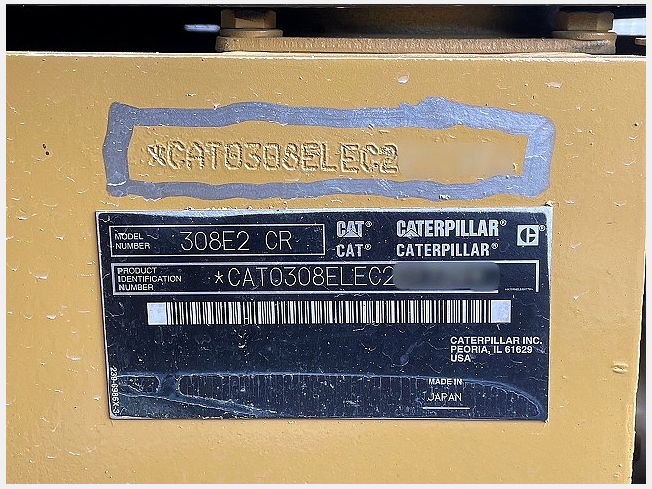 *CAT0308ELEC2
MODEL NUMBER 308E2 CR
CAT® CATERPILLAR®
CAT® CATERPILLAR®
PRODUCT IDENTIFICATION NUMBER *CAT0308ELEC2
CATERPILLAR INC.
PEORIA, IL 61629
USA
MADE IN
JAPAN